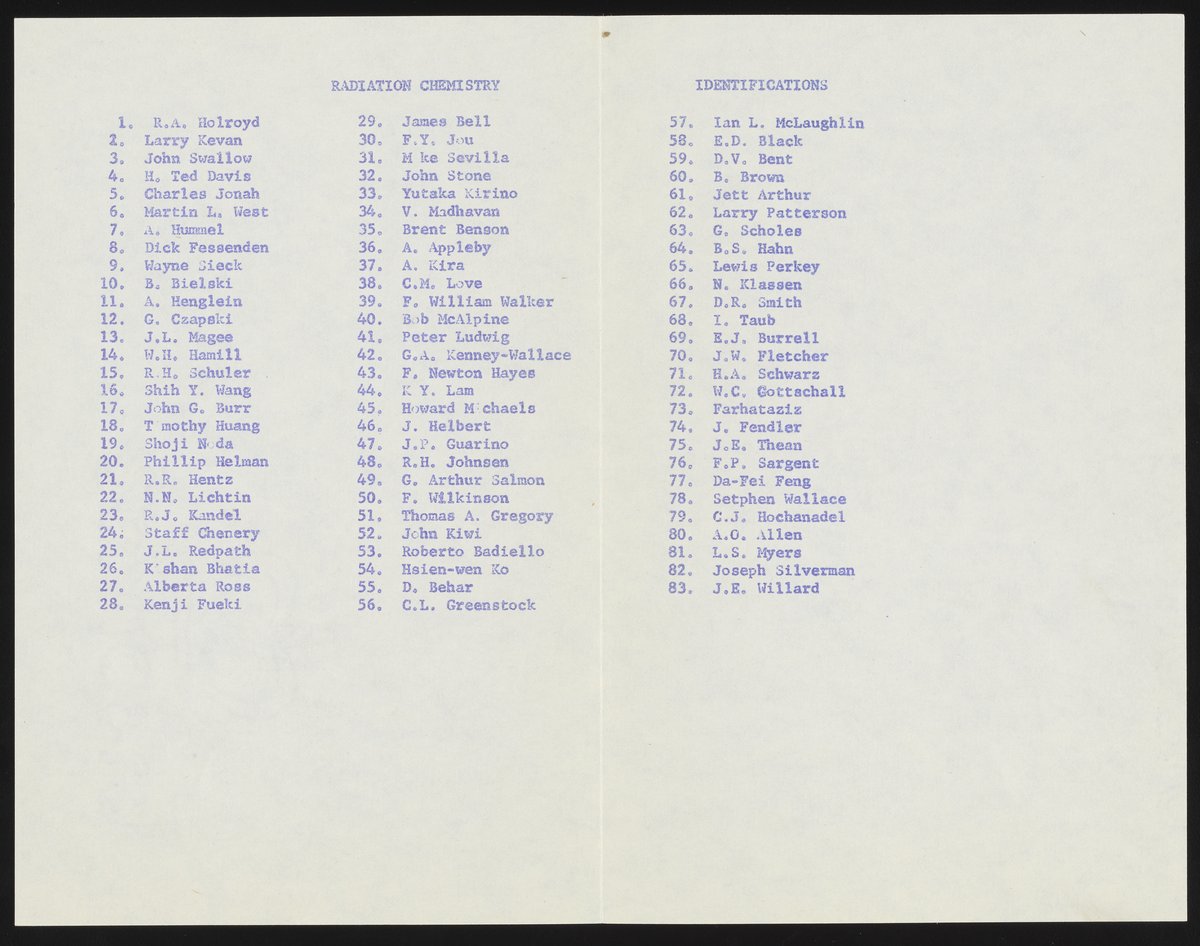 RADIATION CHEMISTRY IDENTIFICATIONS
1. R.A. Holroyd
2. Larry Kevan
3. John Swallow
4. H. Ted Davis
5. Charles Jonah
6. Martin L. West
7. A. Hummel
8. Dick Fessenden
9. Wayne Sieck
10. B. Bielski
11. A. Henglein
12. G. Czapski
13. J.L. Magee
14. W.H. Hamill
15. R.H. Schuler
16. Shih Y. Wang
17. John G. Burr
18. T mothy Huang
19. Shoji Noda
20. Phillip Helman
21. R.R. Hentz
22. N.N. Lichtin
23. R.J. Kandel
24. Staff Chenery
25. J.L. Redpath
26. K shan Bhatia
27. Alberta Ross
28. Kenji Fueki
29. James Bell
30. F.Y. Jou
31. M ke Sevilla
32. John Stone
33. Yutaka Kirino
34. V. Madhavan
35. Brent Benson
36. A. Appleby
37. A. Kira
38. C.M. Love
39. F. William Walker
40. Bob McAlpine
41. Peter Ludwig
42. G.A. Kenney-Wallace
43. F. Newton Hayes
44. K Y. Lam
45. Howard Michaels
46. J. Helbert
47. J.P. Guarino
48. R.H. Johnsen
49. G. Arthur Salmon
50. F. Wilkinson
51. Thomas A. Gregory
52. John Kiwi
53. Roberto Badiello
54. Hsien-wen Ko
55. D. Behar
56. C.L. Greenstock
57. Ian L. McLaughlin
58. E.D. Black
59. D.V. Bent
60. B. Brown
61. Jett Arthur
62. Larry Patterson
63. G. Scholes
64. B.S. Hahn
65. Lewis Perkey
66. N. Klassen
67. D.R. Smith
68. I. Taub
69. E.J. Burrell
70. J.W. Fletcher
71. H.A. Schwarz
72. W.C. Gottschall
73. Farhataziz
74. J. Fendler
75. J.E. Thean
76. F.P. Sargent
77. Da-Fei Feng
78. Setphen Wallace
79. C.J. Hochanadel
80. A.O. Allen
81. L.S. Myers
82. Joseph Silverman
83. J.E. Willard